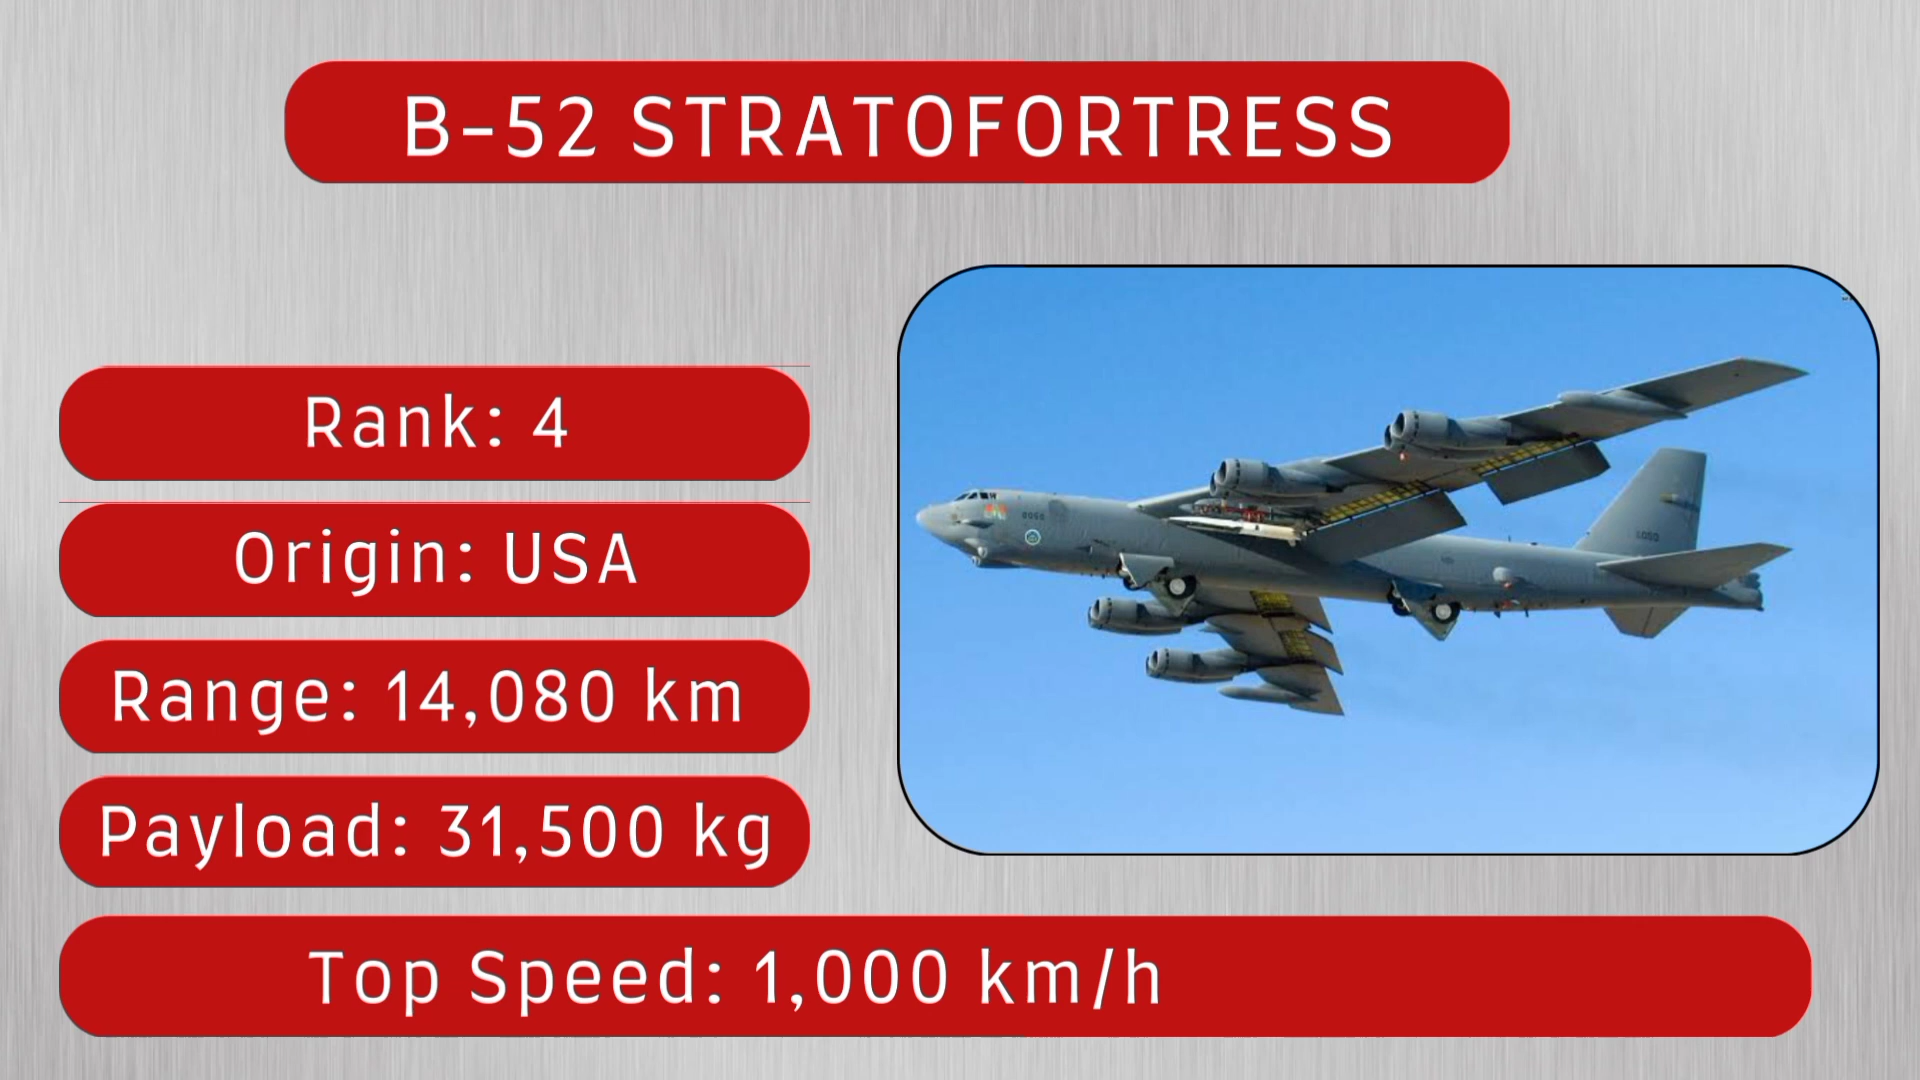 B-52 STRATOFORTRESS
Rank: 4
Origin: USA
Range: 14,080 km
Payload: 31,500 kg
Top Speed: 1,000 km/h